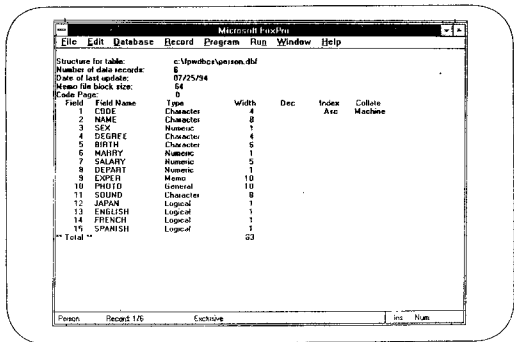 Microsoft FoxPro
File Edit Database Record Program Run Window Help
Structure for table: c:\fpwdbgs\person.dbf
Number of data records: 6
Date of last update: 07/25/94
Memo file block size: 64
Code Page: 0
Field Field Name Type Width Dec Index Collate
1 CODE Character 4 Asc Machine
2 NAME Character 8
3 SEX Numeric 1
4 DEGREE Character 4
5 BIRTH Character 6
6 MARRY Numeric 1
7 SALARY Numeric 5
8 DEPART Numeric 1
9 EXPER Memo 10
10 PHOTO General 10
11 SOUND Character 8
12 JAPAN Logical 1
13 ENGLISH Logical 1
14 FRENCH Logical 1
15 SPANISH Logical 1
** Total ** 63
Person Record: 1/6 Exclusive Ins Num